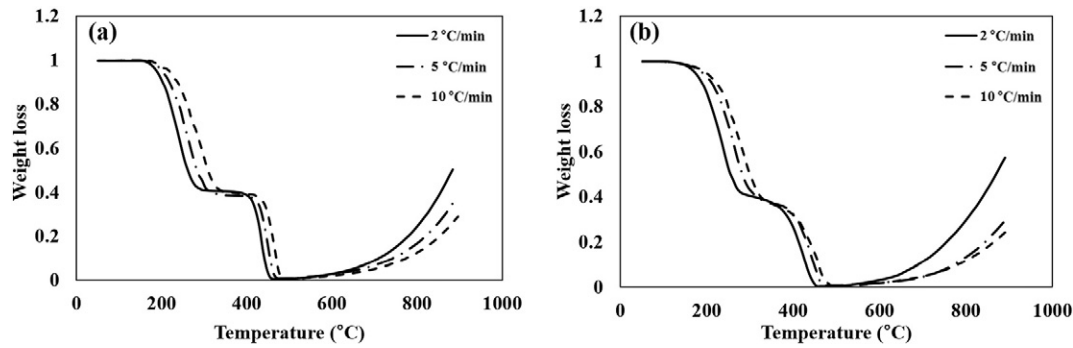 (a)
2 °C/min
5 °C/min
10 °C/min
1.2
1
0.8
0.6
0.4
0.2
0
Weight loss
0 200 400 600 800 1000
Temperature (°C)
(b)
2 °C/min
5 °C/min
10 °C/min
1.2
1
0.8
0.6
0.4
0.2
0
Weight loss
0 200 400 600 800 1000
Temperature (°C)